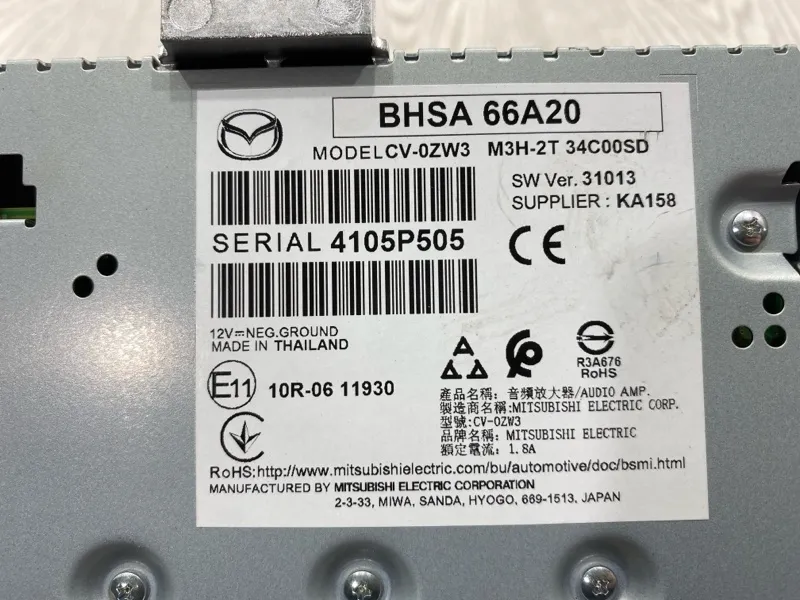 BHSA 66A20
MODEL CV-0ZW3 M3H-2T 34C00SD
SW Ver. 31013
SUPPLIER : KA158
SERIAL 4105P505
CE
12V⎓NEG.GROUND
MADE IN THAILAND
E11 10R-06 11930
R3A676
RoHS
產品名稱: 音頻放大器/AUDIO AMP.
製造商名稱:MITSUBISHI ELECTRIC CORP.
型號:CV-0ZW3
品牌名稱: MITSUBISHI ELECTRIC
額定電流: 1.8A
RoHS:http://www.mitsubishielectric.com/bu/automotive/doc/bsmi.html
MANUFACTURED BY MITSUBISHI ELECTRIC CORPORATION
2-3-33, MIWA, SANDA, HYOGO, 669-1513, JAPAN